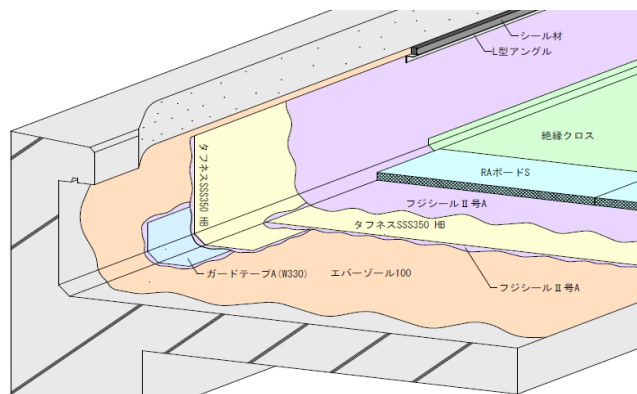 シール材
L型アングル
絶縁クロス
RAボードS
タフネスSSS350 HB
フジシールⅡ号A
タフネスSSS350 HB
ガードテープA(W330)
エバーゾール100
フジシールⅡ号A